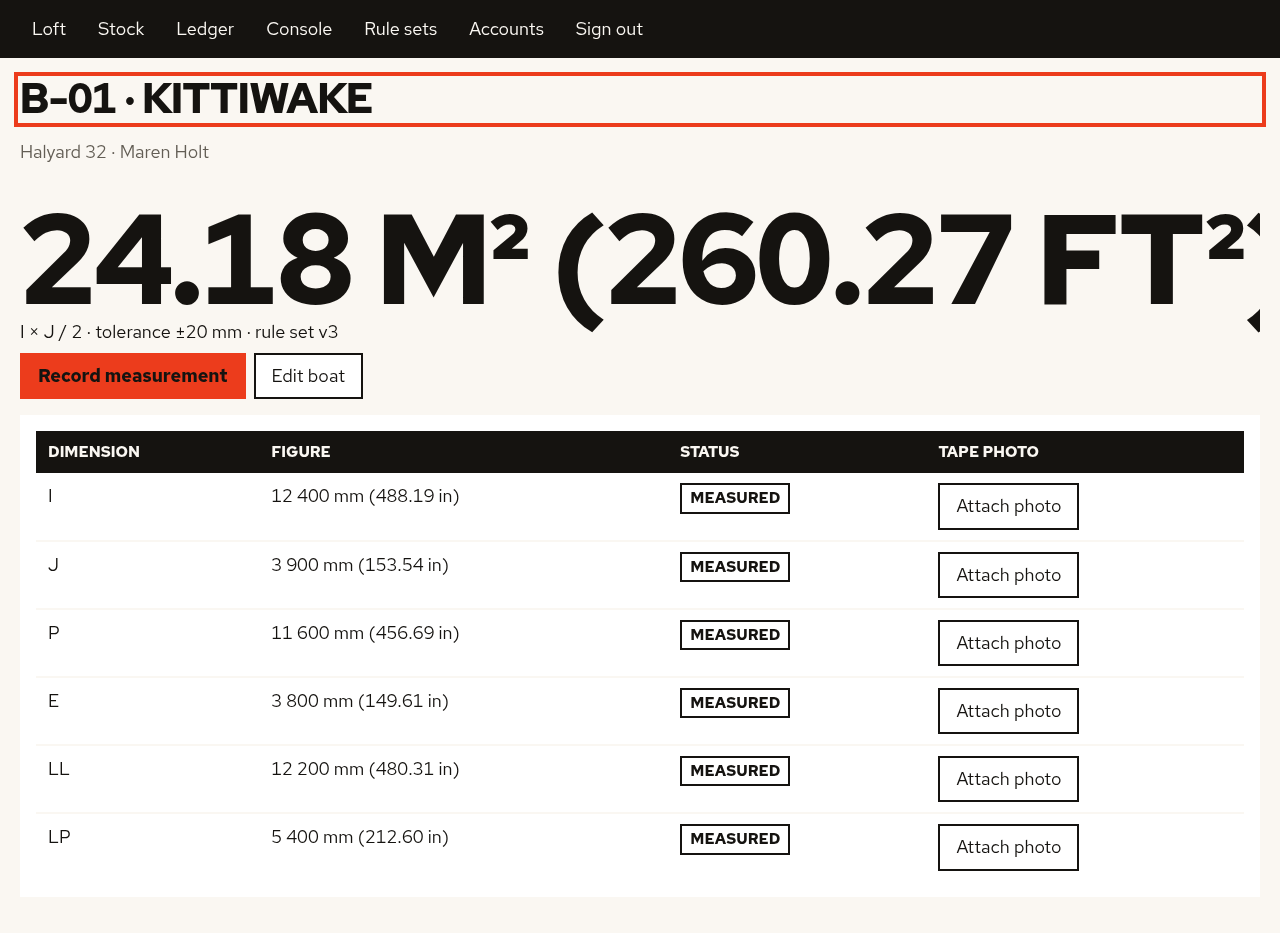 Loft Stock Ledger Console Rule sets Accounts Sign out
B-01 · KITTIWAKE
Halyard 32 · Maren Holt
24.18 M² (260.27 FT²)
I × J / 2 · tolerance ±20 mm · rule set v3
Record measurement Edit boat
DIMENSION FIGURE STATUS TAPE PHOTO
I 12 400 mm (488.19 in) MEASURED Attach photo
J 3 900 mm (153.54 in) MEASURED Attach photo
P 11 600 mm (456.69 in) MEASURED Attach photo
E 3 800 mm (149.61 in) MEASURED Attach photo
LL 12 200 mm (480.31 in) MEASURED Attach photo
LP 5 400 mm (212.60 in) MEASURED Attach photo